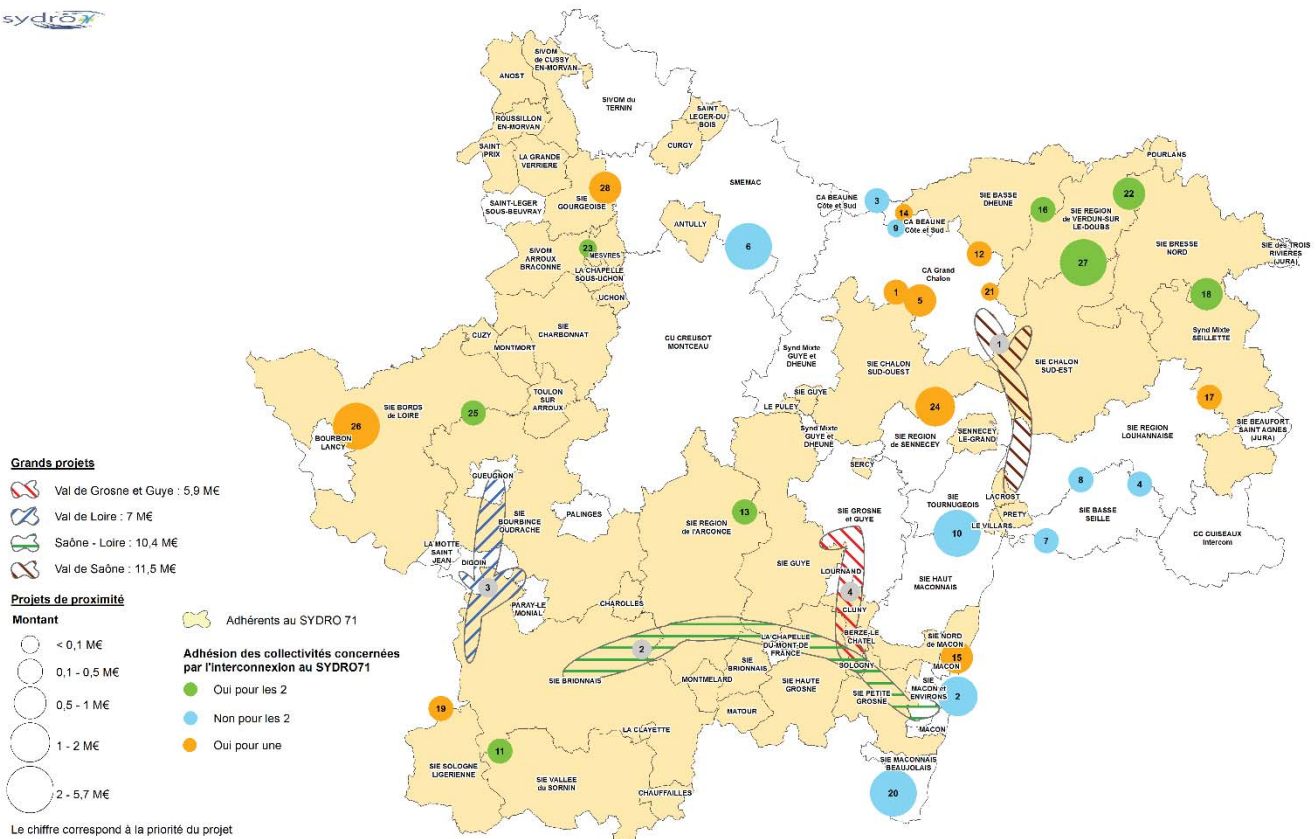 sydro
SIVOM
de CUSSY
EN-MORVAN
ANOST
SIVOM du
TERNIN
SAINT
LEGER-DU
BOIS
ROUSSILLON
EN-MORVAN
CURGY
SAINT
PRIX
LA GRANDE
VERRIERE
POURLANS
SMEMAC
28
SIE
GOURGEOISE
SAINT-LEGER
SOUS-BEUVRAY
CA BEAUNE
Côte et Sud
3
14
CA BEAUNE
Côte et Sud
9
SIE BASSE
DHEUNE
16
22
SIE REGION
de VERDUN-SUR
LE-DOUBS
ANTULLY
6
23
MESVRES
SIVOM
ARROUX
BRACONNE
LA CHAPELLE
SOUS-UCHON
UCHON
12
27
SIE BRESSE
NORD
SIE des TROIS
RIVIERES
(JURA)
CA Grand
Chalon
1
5
21
18
SIE
CHARBONNAT
CUZY
MONTMORT
CU CREUSOT
MONTCEAU
Synd Mixte
GUYE et
DHEUNE
1
Synd Mixte
SEILLETTE
SIE CHALON
SUD-OUEST
SIE CHALON
SUD-EST
TOULON
SUR
ARROUX
SIE GUYE
LE PULEY
24
17
SIE BORDS
de LOIRE
25
26
BOURBON
LANCY
Synd Mixte
GUYE et
DHEUNE
SIE REGION
de SENNECEY
SENNECEY
LE-GRAND
SIE REGION
LOUHANNAISE
SIE BEAUFORT
SAINT AGNES
(JURA)
Grands projets
Val de Grosne et Guye : 5,9 M€
Val de Loire : 7 M€
Saône - Loire : 10,4 M€
Val de Saône : 11,5 M€
GUEUGNON
SERCY
8
4
SIE
TOURNUGEOIS
LACROST
PRETY
LE VILLARS
SIE BASSE
SEILLE
PALINGES
SIE
BOURBINCE
OUDRACHE
13
SIE REGION
de l'ARCONCE
SIE GROSNE
et GUYE
10
7
CC CUISEAUX
Intercom
LA MOTTE
SAINT
JEAN
DIGOIN
3
SIE GUYE
LOURNAND
4
SIE HAUT
MACONNAIS
PARAY-LE
MONIAL
CHAROLLES
CLUNY
BERZE-LE
CHATEL
Projets de proximité
Montant
< 0,1 M€
0,1 - 0,5 M€
0,5 - 1 M€
1 - 2 M€
2 - 5,7 M€
Adhérents au SYDRO 71
Adhésion des collectivités concernées
par l'interconnexion au SYDRO71
Oui pour les 2
Non pour les 2
Oui pour une
2
LA CHAPELLE
DU-MONT DE
FRANCE
SIE NORD
de MACON
MACON
15
SOLOGNY
SIE BRIONNAIS
SIE
BRIONNAIS
MONTMELARD
SIE HAUTE
GROSNE
SIE PETITE
GROSNE
SIE
MACON et
ENVIRONS
2
MATOUR
MACON
19
LA CLAYETTE
11
SIE SOLOGNE
LIGERIENNE
SIE VALLEE
du SORNIN
CHAUFFAILLES
SIE MACONNAIS
BEAUJOLAIS
20
Le chiffre correspond à la priorité du projet